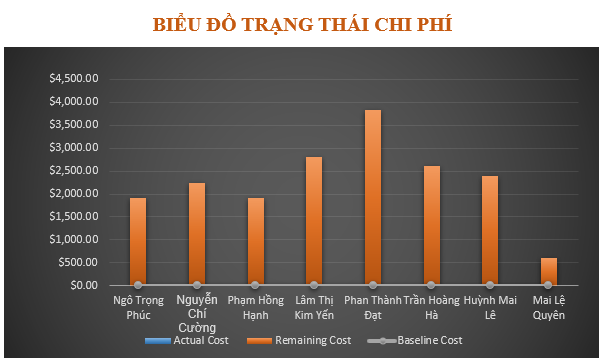 BIỂU ĐỒ TRẠNG THÁI CHI PHÍ
$4,500.00
$4,000.00
$3,500.00
$3,000.00
$2,500.00
$2,000.00
$1,500.00
$1,000.00
$500.00
$0.00
Ngô Trọng Phúc
Nguyễn Chí Cường
Phạm Hồng Hạnh
Lâm Thị Kim Yến
Phan Thành Đạt
Trần Hoàng Hà
Huỳnh Mai Lê
Mai Lệ Quyên
Actual Cost
Remaining Cost
Baseline Cost